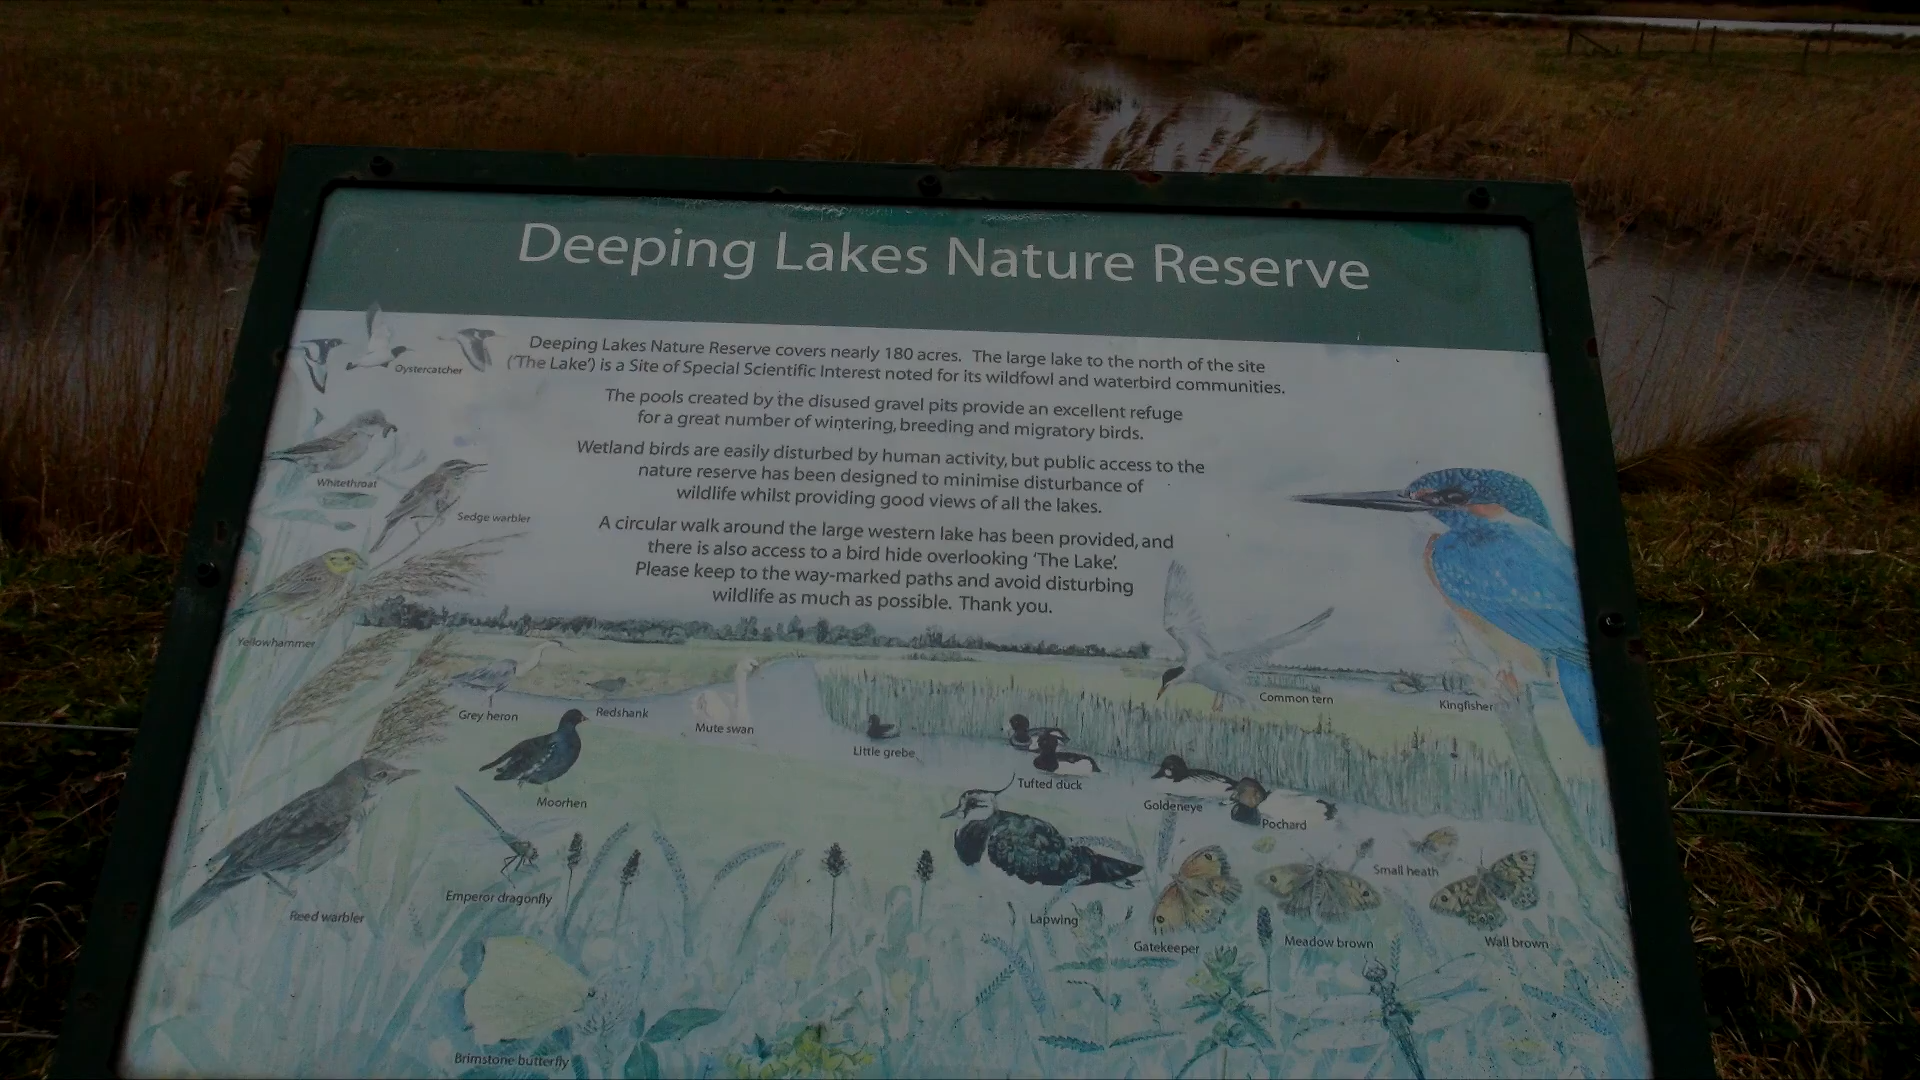 Deeping Lakes Nature Reserve
Deeping Lakes Nature Reserve covers nearly 180 acres. The large lake to the north of the site
('The Lake') is a Site of Special Scientific Interest noted for its wildfowl and waterbird communities.
The pools created by the disused gravel pits provide an excellent refuge
for a great number of wintering, breeding and migratory birds.
Wetland birds are easily disturbed by human activity, but public access to the
nature reserve has been designed to minimise disturbance of
wildlife whilst providing good views of all the lakes.
A circular walk around the large western lake has been provided, and
there is also access to a bird hide overlooking 'The Lake'.
Please keep to the way-marked paths and avoid disturbing
wildlife as much as possible. Thank you.
Oystercatcher
Whitethroat
Sedge warbler
Yellowhammer
Grey heron
Redshank
Mute swan
Little grebe
Common tern
Kingfisher
Moorhen
Tufted duck
Goldeneye
Pochard
Small heath
Emperor dragonfly
Reed warbler
Lapwing
Gatekeeper
Meadow brown
Wall brown
Brimstone butterfly